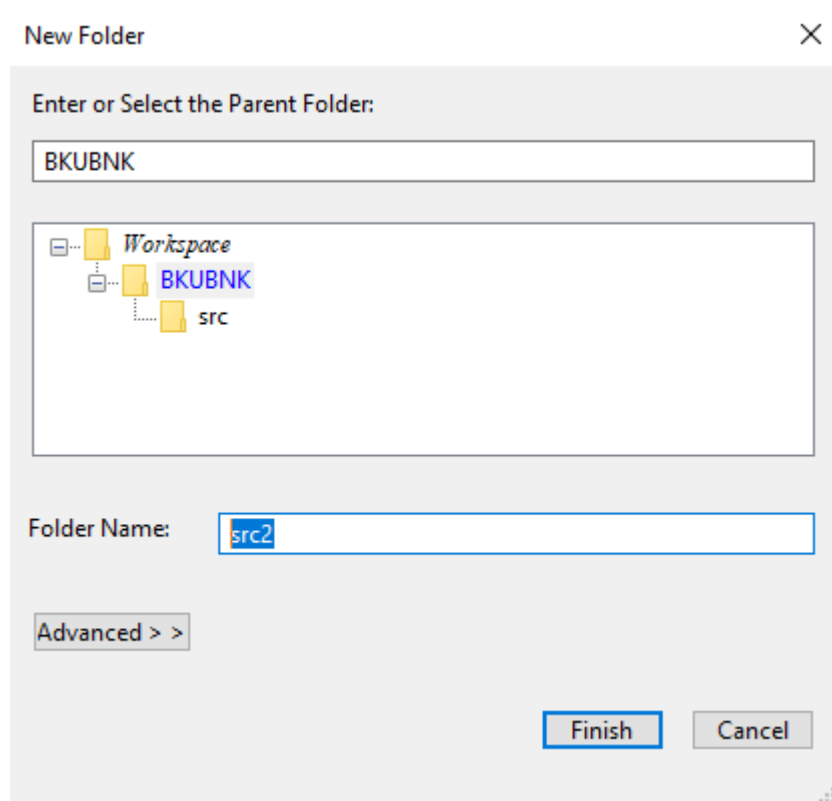 New Folder
Enter or Select the Parent Folder:
BKUBNK
Workspace
BKUBNK
src
Folder Name:
src2
Advanced > >
Finish
Cancel